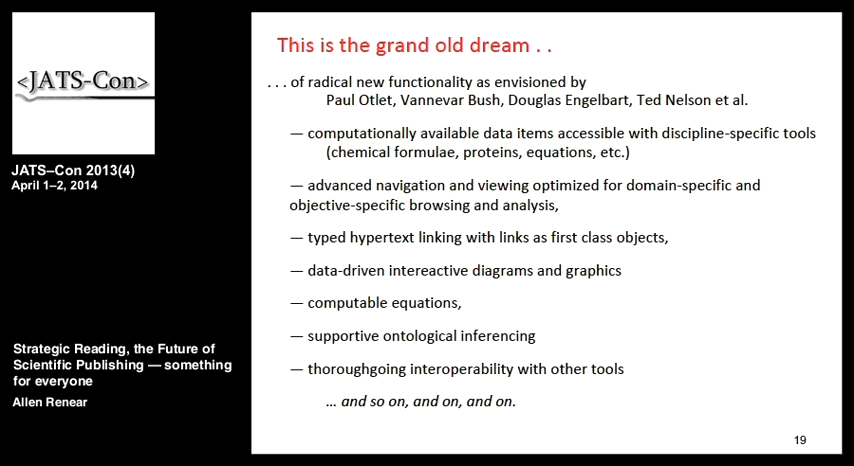 <JATS-Con>
JATS–Con 2013(4)
April 1–2, 2014
Strategic Reading, the Future of
Scientific Publishing — something
for everyone
Allen Renear
This is the grand old dream . .
. . . of radical new functionality as envisioned by
Paul Otlet, Vannevar Bush, Douglas Engelbart, Ted Nelson et al.
— computationally available data items accessible with discipline-specific tools
(chemical formulae, proteins, equations, etc.)
— advanced navigation and viewing optimized for domain-specific and
objective-specific browsing and analysis,
— typed hypertext linking with links as first class objects,
— data-driven intereactive diagrams and graphics
— computable equations,
— supportive ontological inferencing
— thoroughgoing interoperability with other tools
… and so on, and on, and on.
19